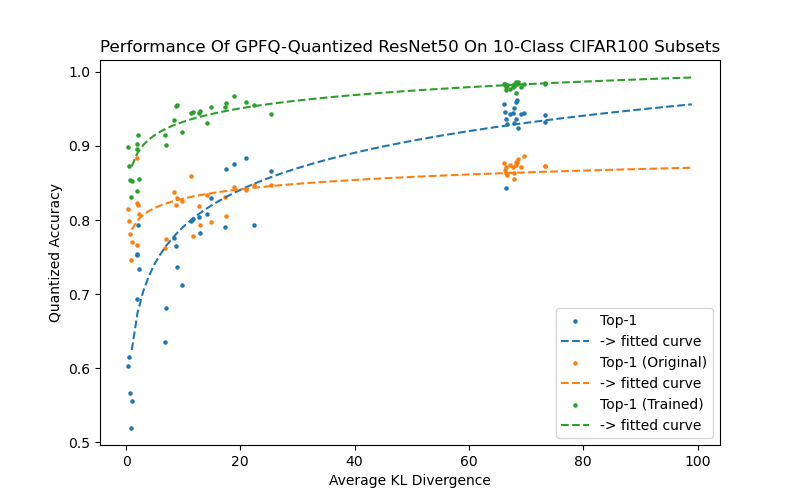 Performance Of GPFQ-Quantized ResNet50 On 10-Class CIFAR100 Subsets
1.0
0.9
0.8
0.7
0.6
0.5
Quantized Accuracy
0
20
40
60
80
100
Average KL Divergence
Top-1
-> fitted curve
Top-1 (Original)
-> fitted curve
Top-1 (Trained)
-> fitted curve